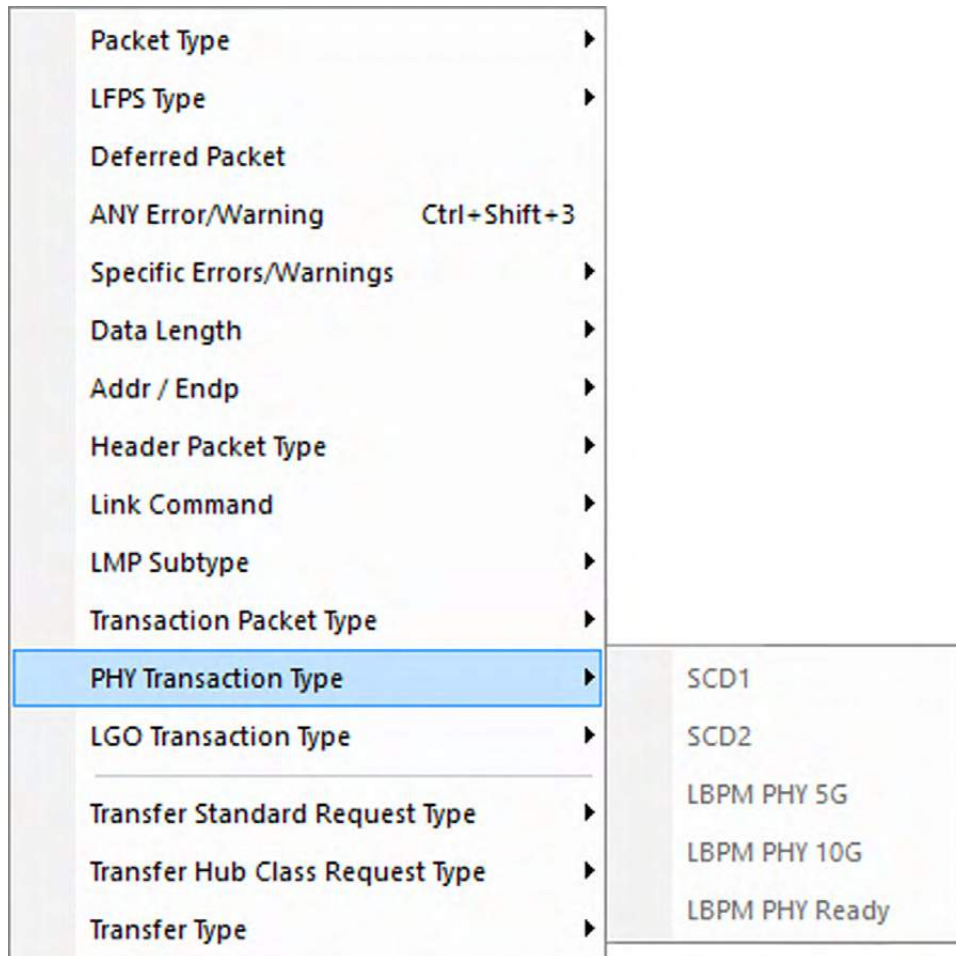 Packet Type
LFPS Type
Deferred Packet
ANY Error/Warning Ctrl+Shift+3
Specific Errors/Warnings
Data Length
Addr / Endp
Header Packet Type
Link Command
LMP Subtype
Transaction Packet Type
PHY Transaction Type
LGO Transaction Type
Transfer Standard Request Type
Transfer Hub Class Request Type
Transfer Type
SCD1
SCD2
LBPM PHY 5G
LBPM PHY 10G
LBPM PHY Ready